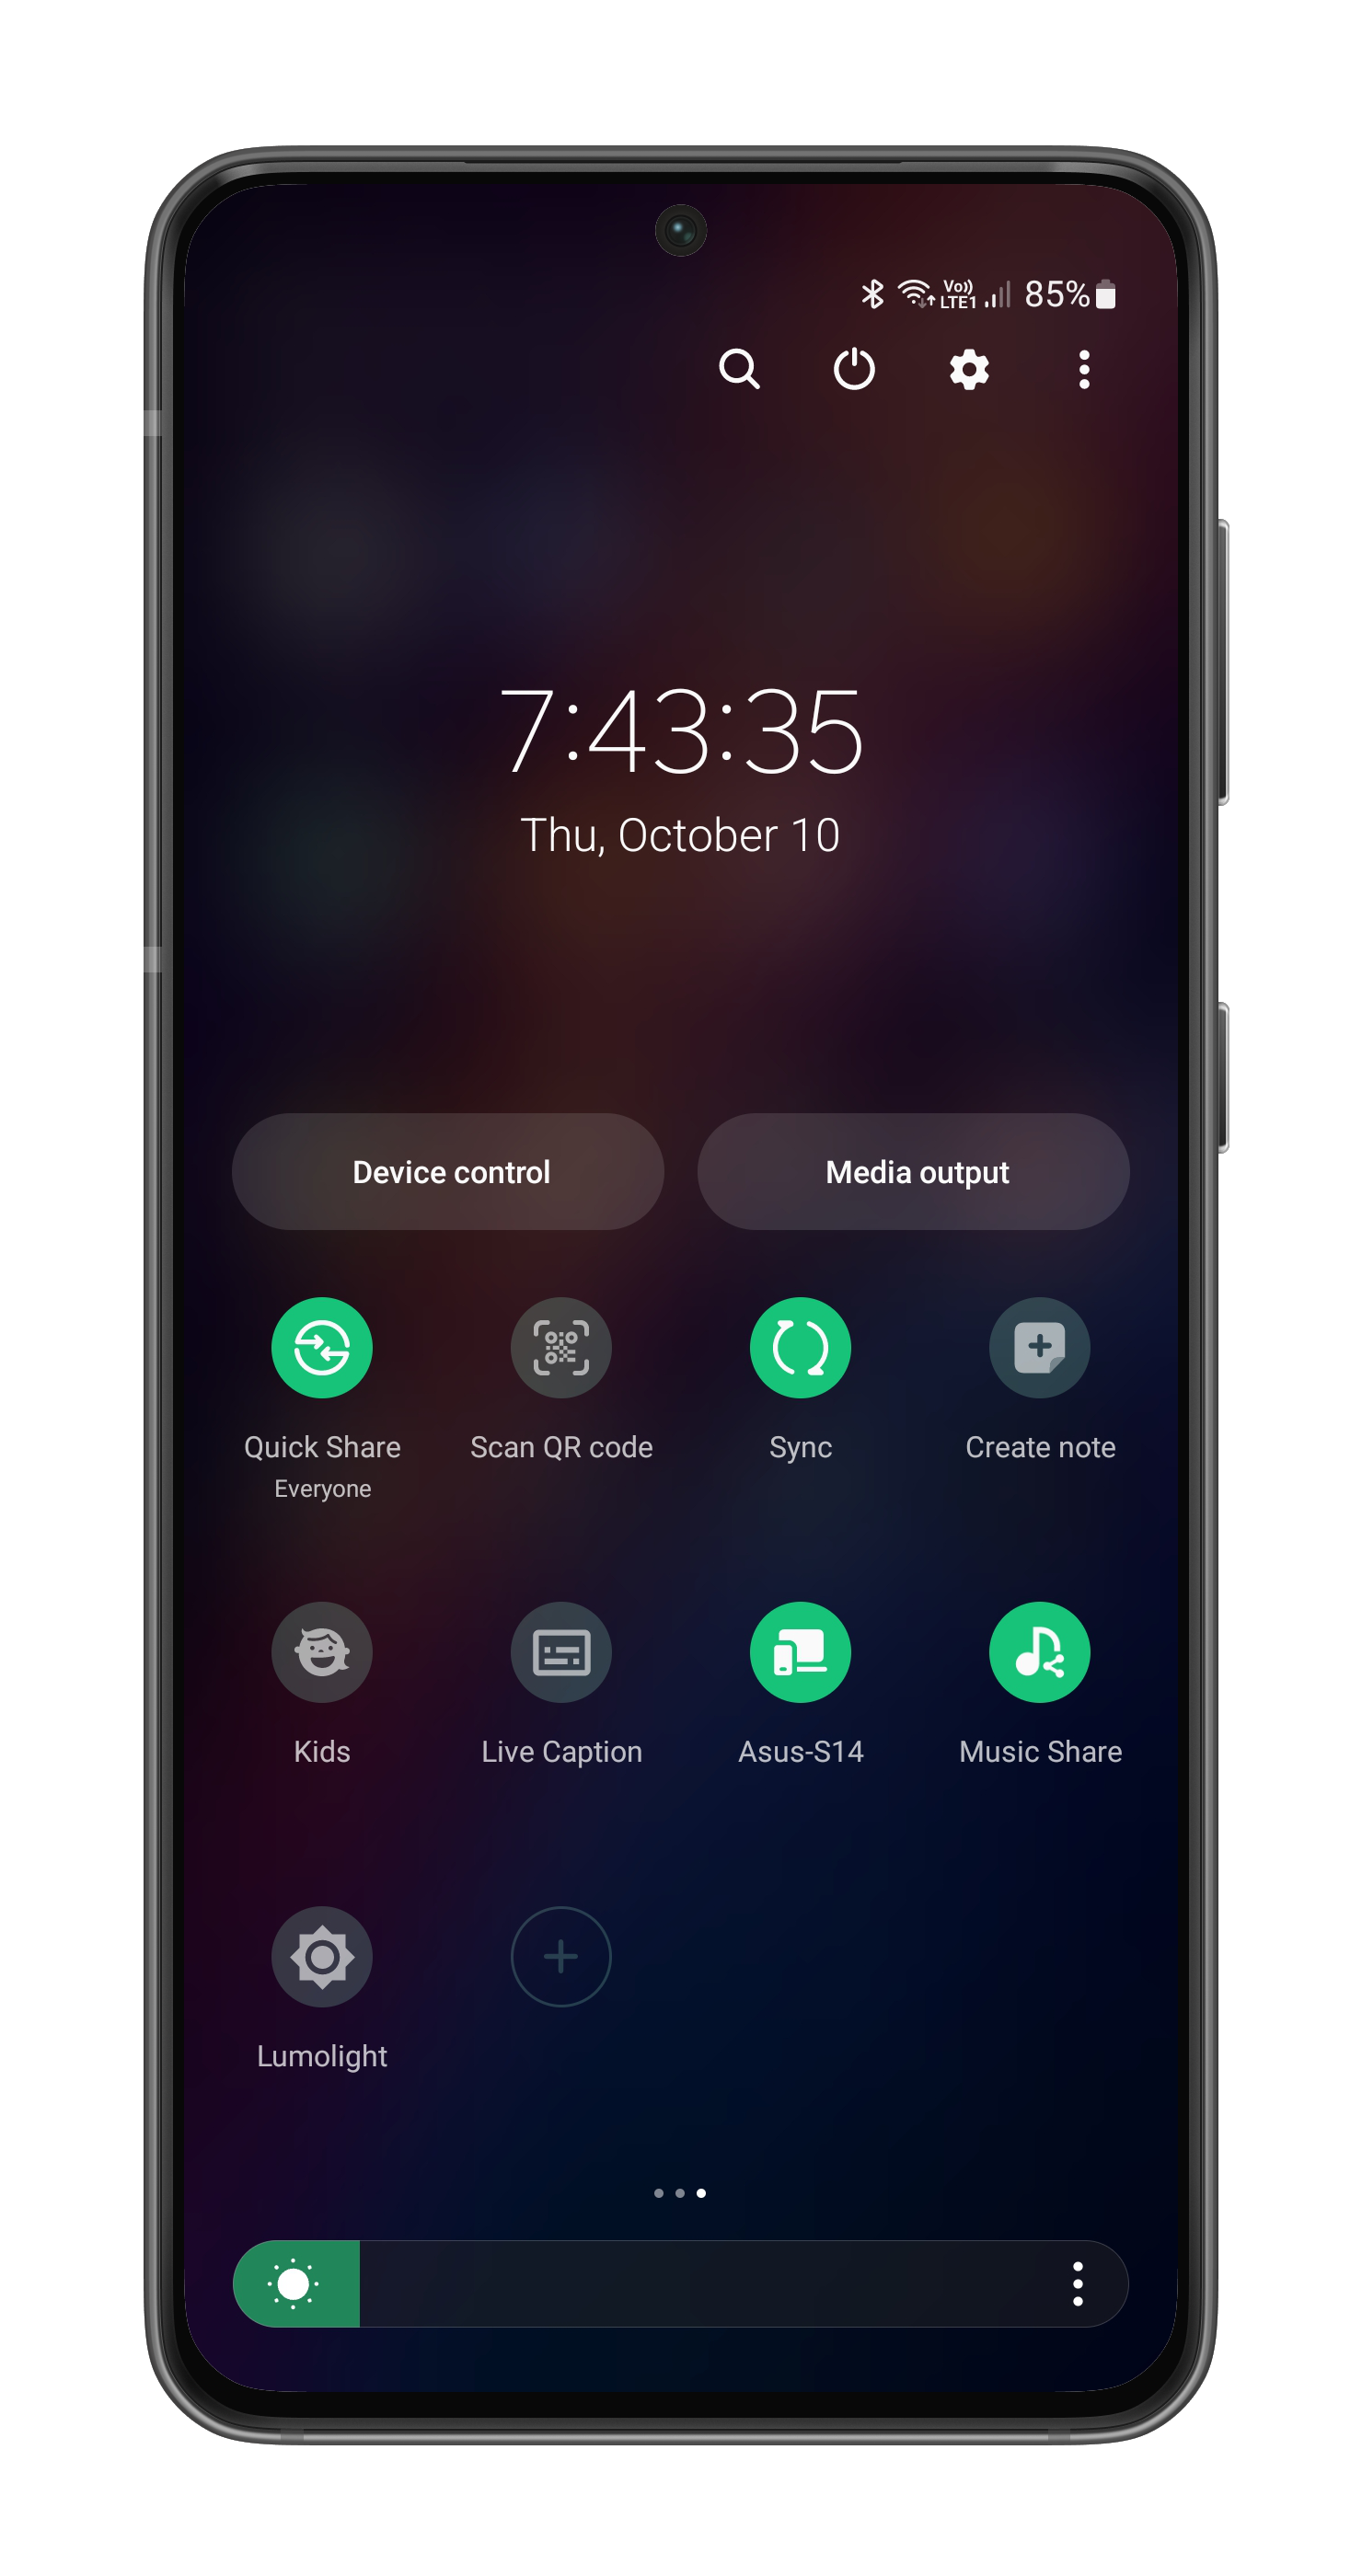 Vo)) LTE1 85%
7:43:35
Thu, October 10
Device control Media output
Quick Share Scan QR code Sync Create note
Everyone
Kids Live Caption Asus-S14 Music Share
Lumolight